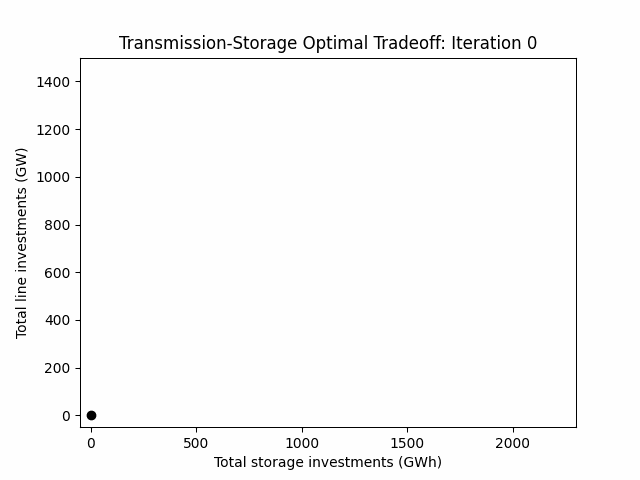 Transmission-Storage Optimal Tradeoff: Iteration 0
Total line investments (GW)
1400
1200
1000
800
600
400
200
0
0 500 1000 1500 2000
Total storage investments (GWh)